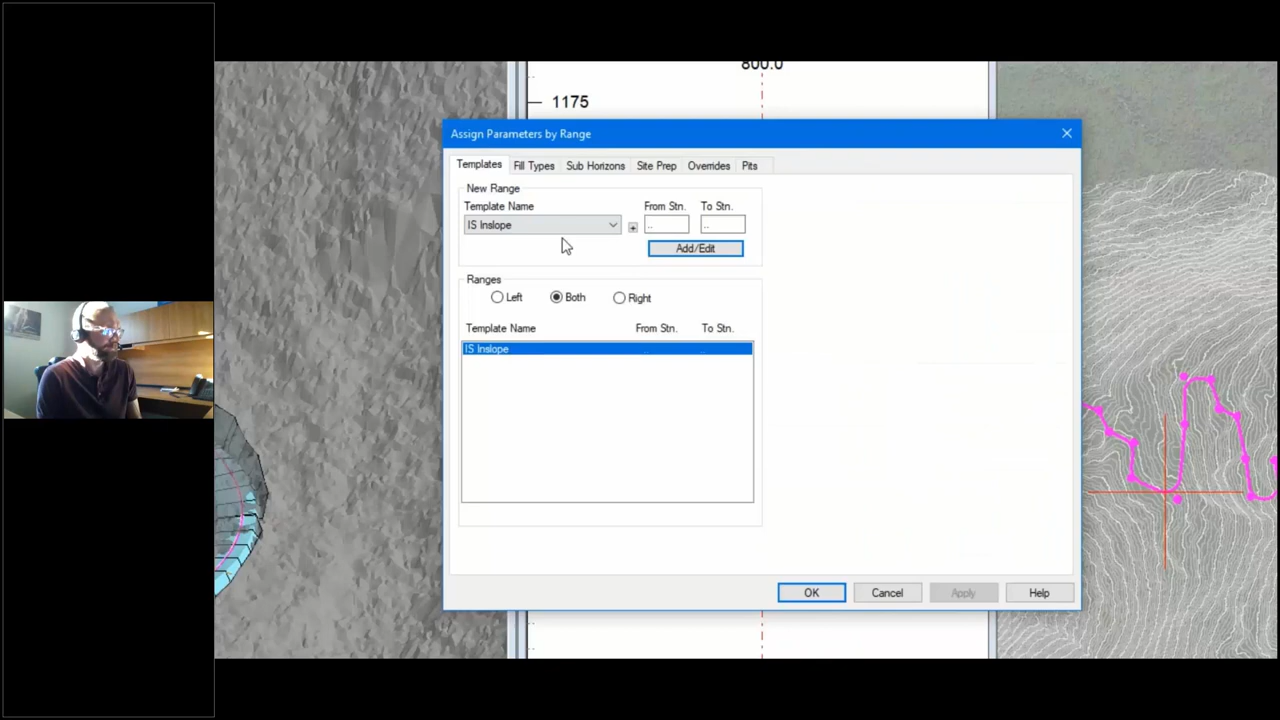 800.0
1175
Assign Parameters by Range
Templates Fill Types Sub Horizons Site Prep Overrides Pits
New Range
Template Name From Stn. To Stn.
IS Inslope + .. ..
Add/Edit
Ranges
Left Both Right
Template Name From Stn. To Stn.
IS Inslope .. ..
OK Cancel Apply Help